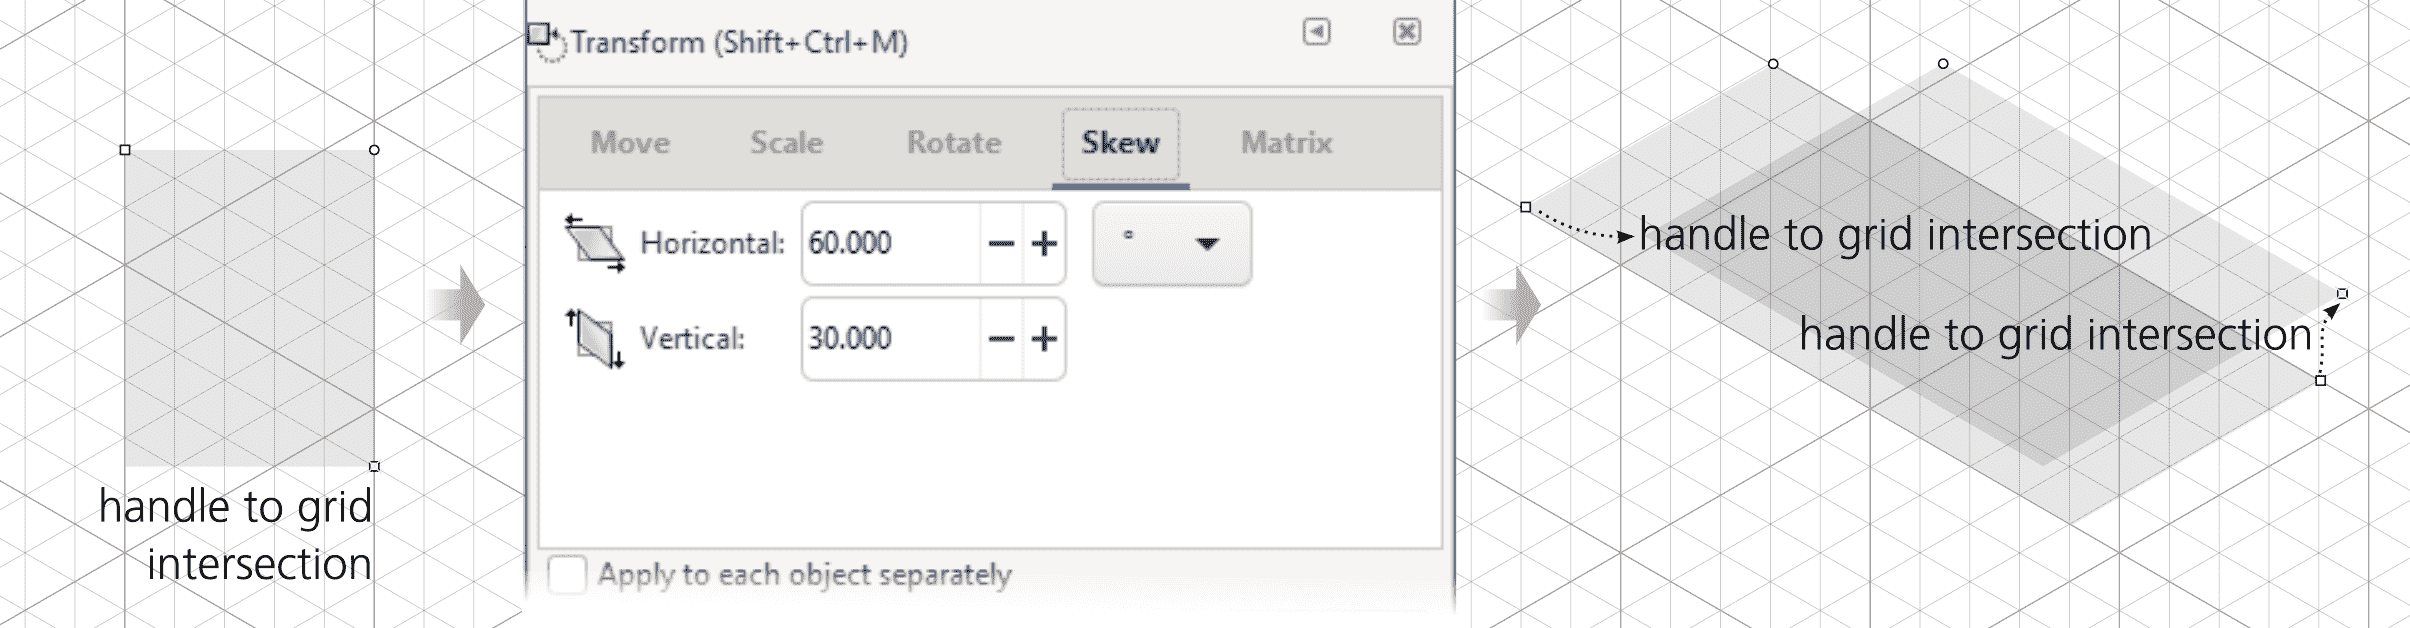 Transform (Shift+Ctrl+M)
Move Scale Rotate Skew Matrix
Horizontal: 60.000 − + °
Vertical: 30.000 − +
Apply to each object separately
handle to grid
intersection
handle to grid intersection
handle to grid intersection